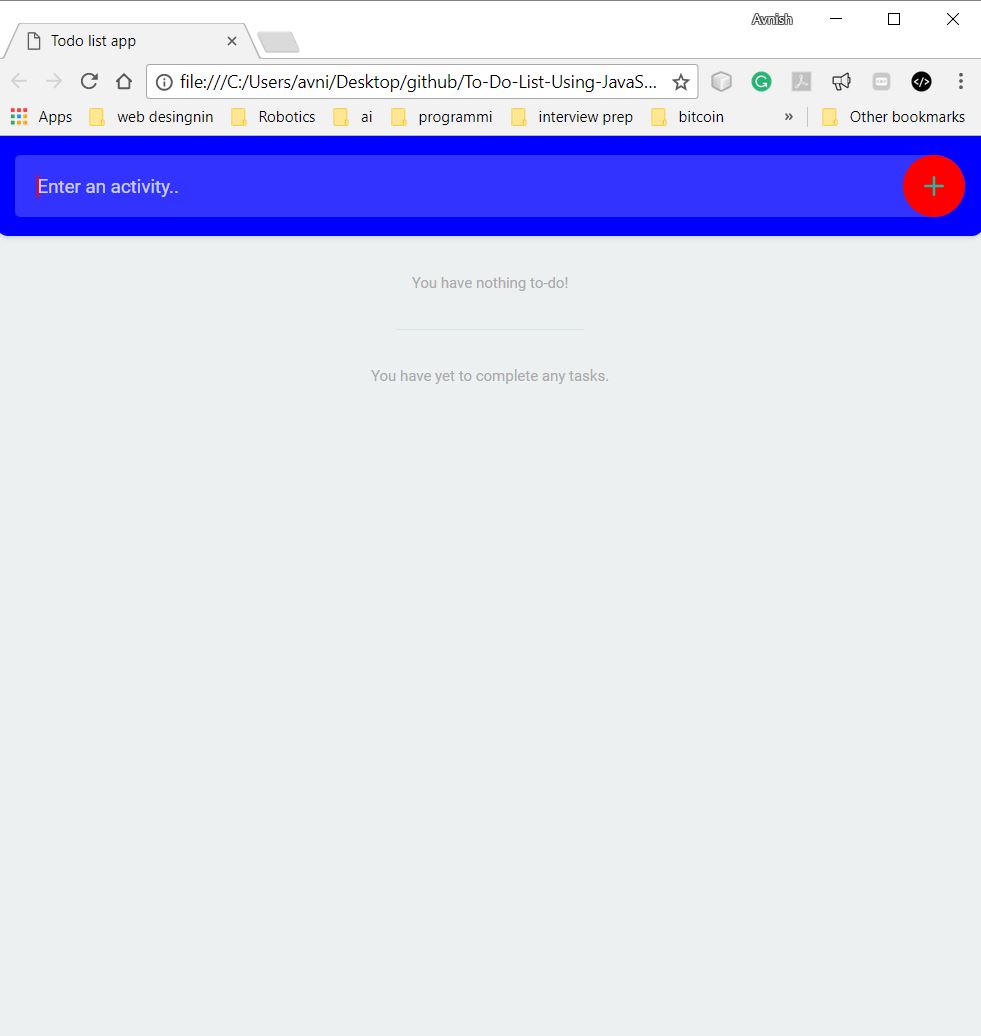 Avnish
Todo list app
file:///C:/Users/avni/Desktop/github/To-Do-List-Using-JavaS...
Apps web desingnin Robotics ai programmi interview prep bitcoin » Other bookmarks
Enter an activity..
You have nothing to-do!
You have yet to complete any tasks.